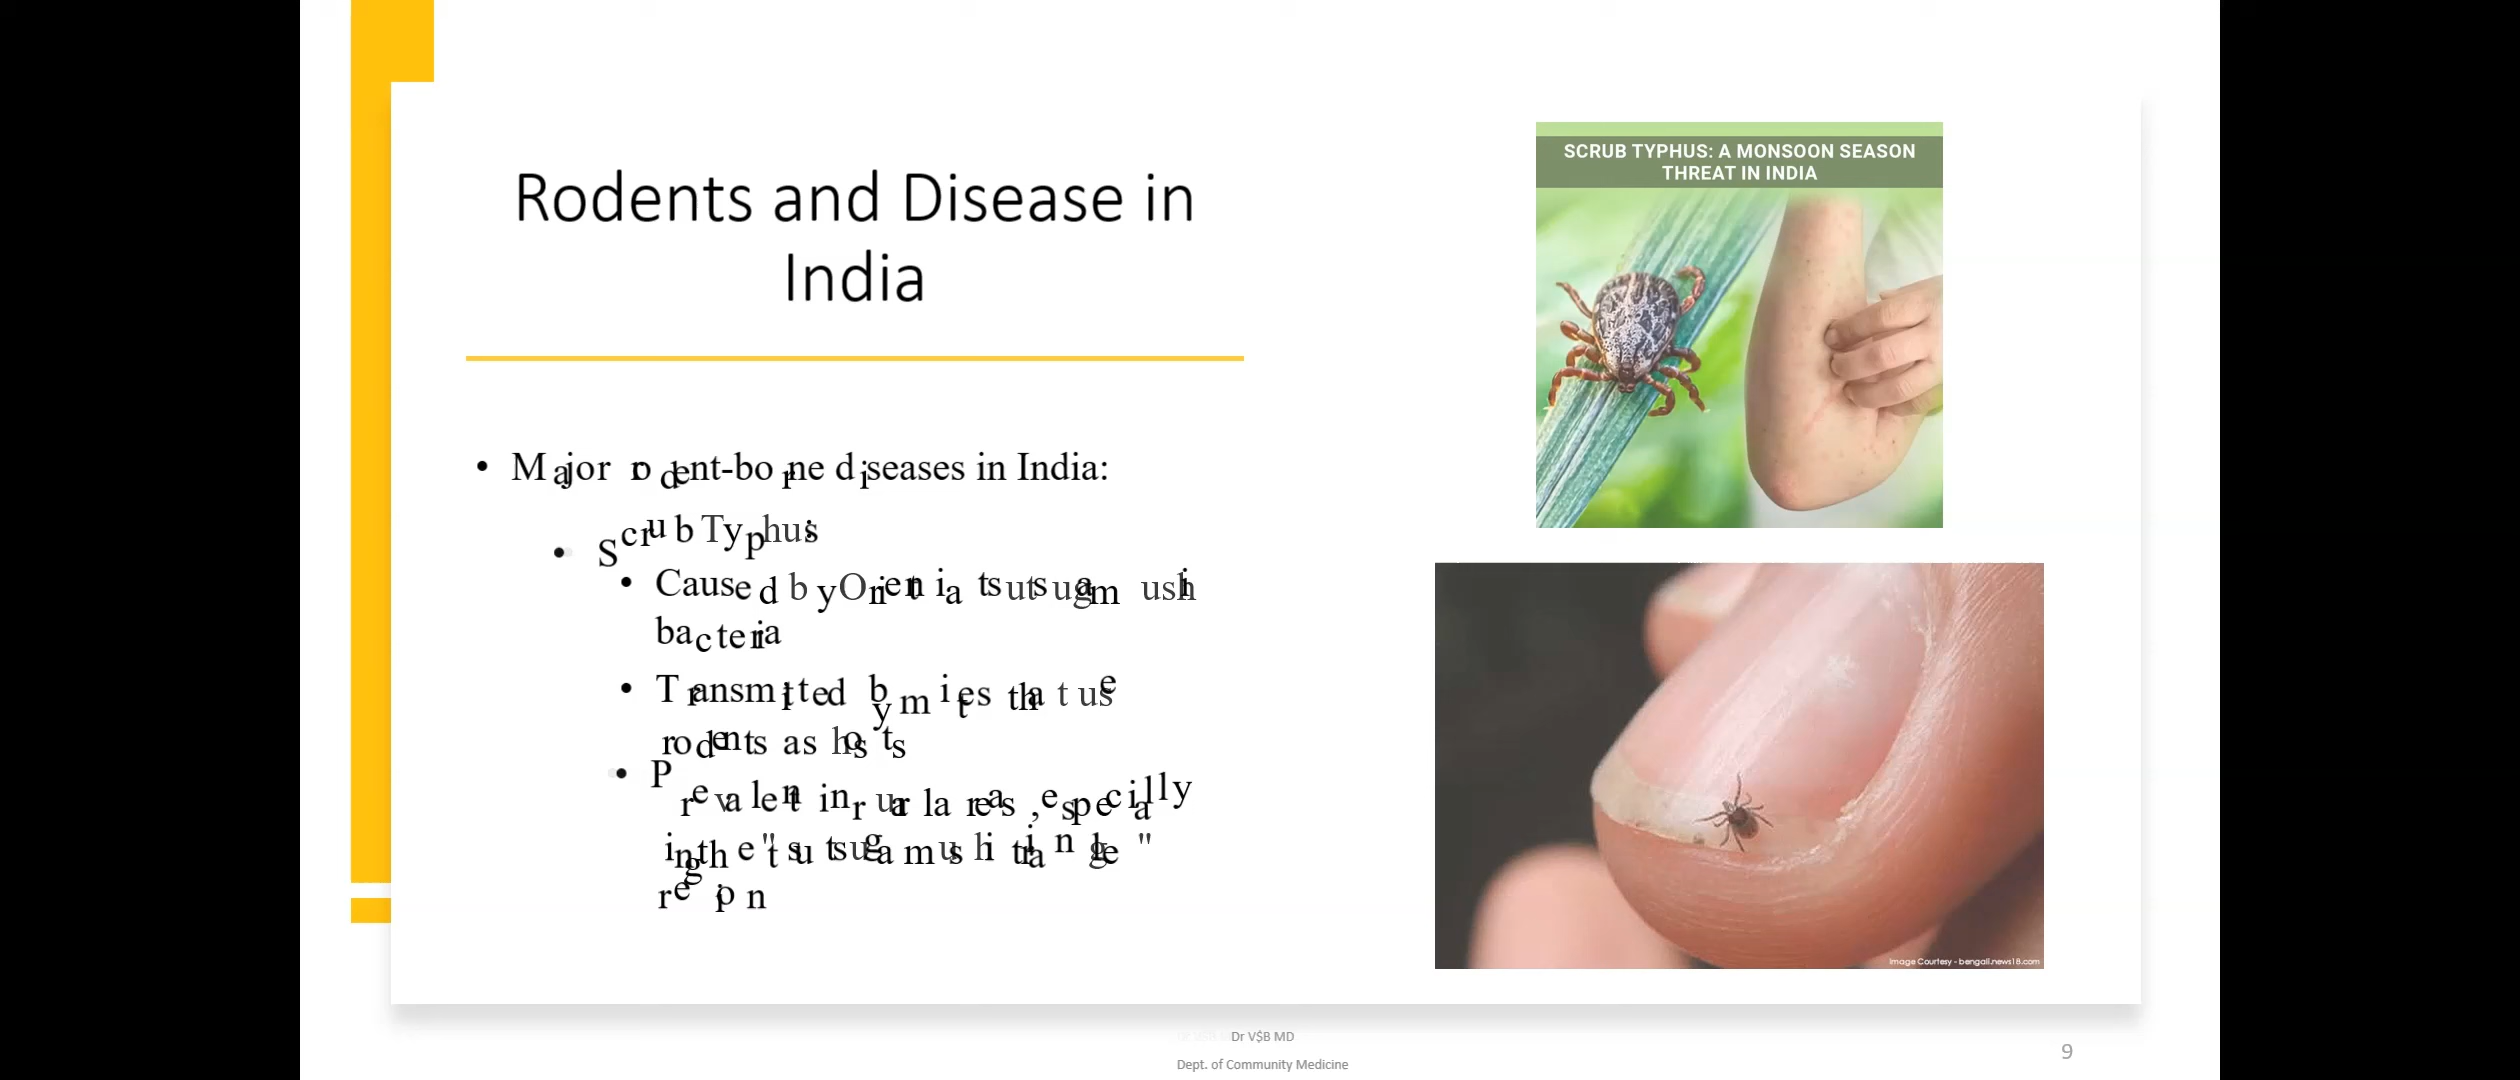 Rodents and Disease in
India
• Major rodent-borne diseases in India:
• Scrub Typhus:
• Caused by Orientia tsutsugamushi
bacteria
• Transmitted by mites that use
rodents as hosts
• Prevalent in rural areas, especially
in the "tsutsugamushi triangle"
region
SCRUB TYPHUS: A MONSOON SEASON
THREAT IN INDIA
Image Courtesy - bengali.news18.com
Dr V$B MD
Dept. of Community Medicine
9